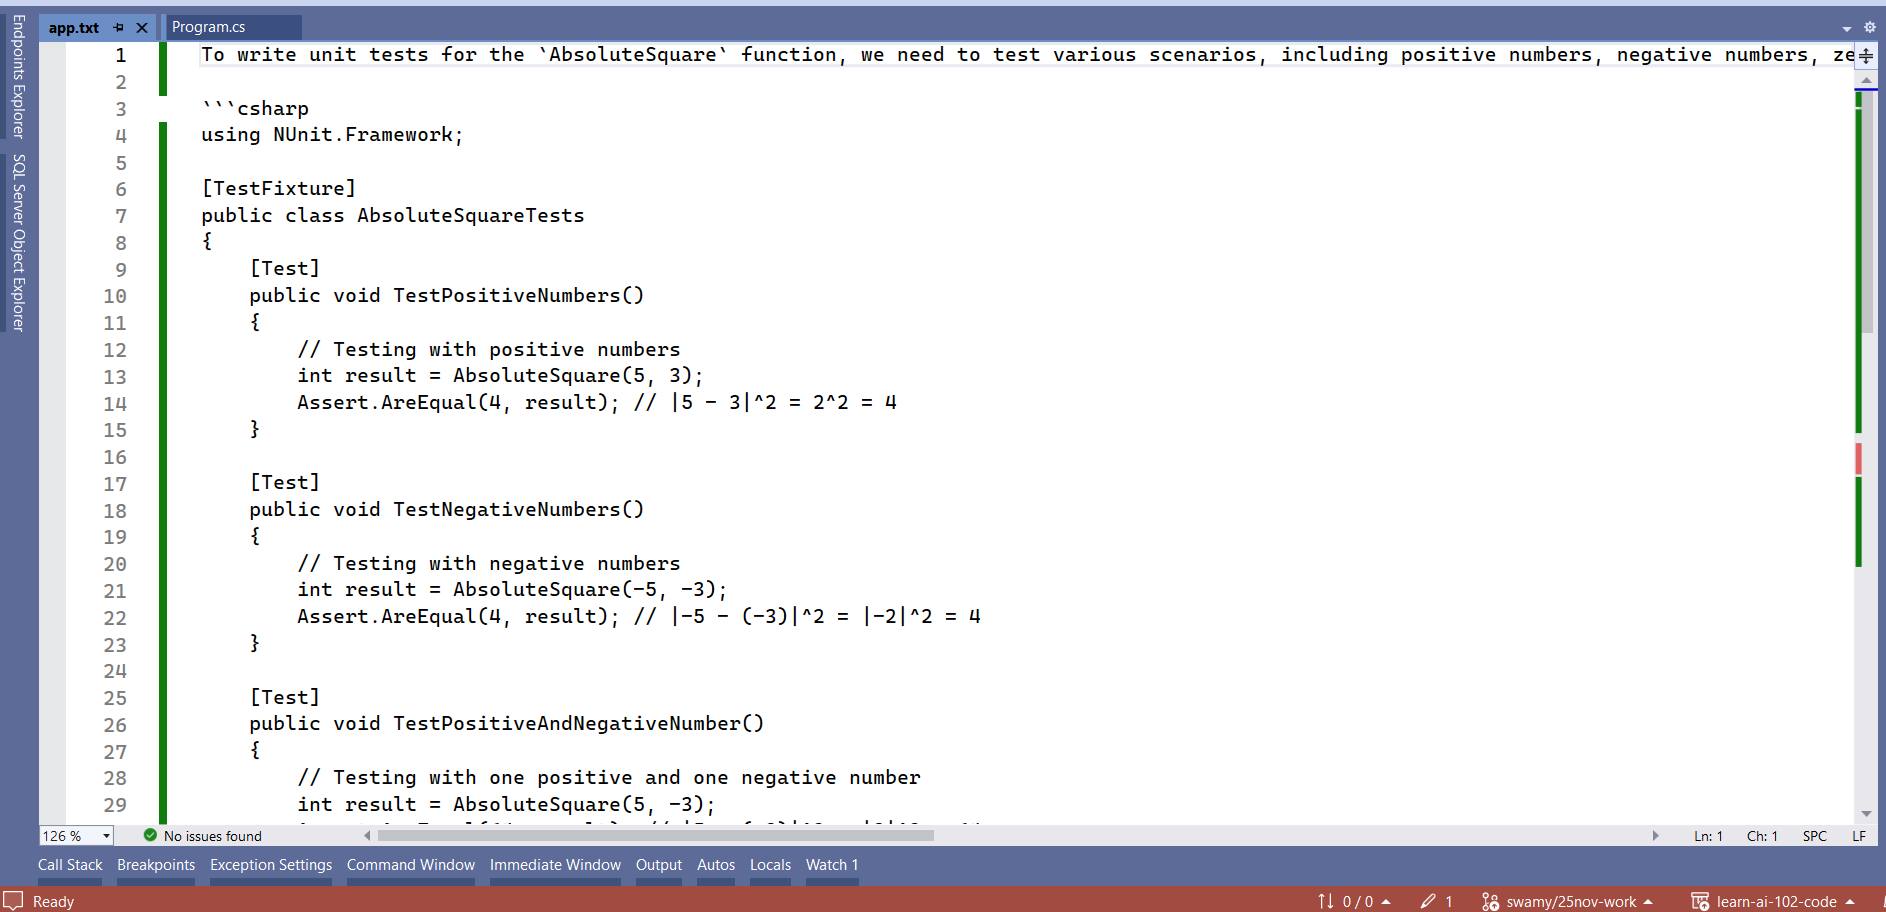 app.txt
Program.cs
Endpoints Explorer
SQL Server Object Explorer
1 To write unit tests for the `AbsoluteSquare` function, we need to test various scenarios, including positive numbers, negative numbers, ze
2
3 ```csharp
4 using NUnit.Framework;
5
6 [TestFixture]
7 public class AbsoluteSquareTests
8 {
9     [Test]
10     public void TestPositiveNumbers()
11     {
12         // Testing with positive numbers
13         int result = AbsoluteSquare(5, 3);
14         Assert.AreEqual(4, result); // |5 - 3|^2 = 2^2 = 4
15     }
16
17     [Test]
18     public void TestNegativeNumbers()
19     {
20         // Testing with negative numbers
21         int result = AbsoluteSquare(-5, -3);
22         Assert.AreEqual(4, result); // |-5 - (-3)|^2 = |-2|^2 = 4
23     }
24
25     [Test]
26     public void TestPositiveAndNegativeNumber()
27     {
28         // Testing with one positive and one negative number
29         int result = AbsoluteSquare(5, -3);
126 % No issues found Ln: 1 Ch: 1 SPC LF
Call Stack Breakpoints Exception Settings Command Window Immediate Window Output Autos Locals Watch 1
Ready 0 / 0 1 swamy/25nov-work learn-ai-102-code